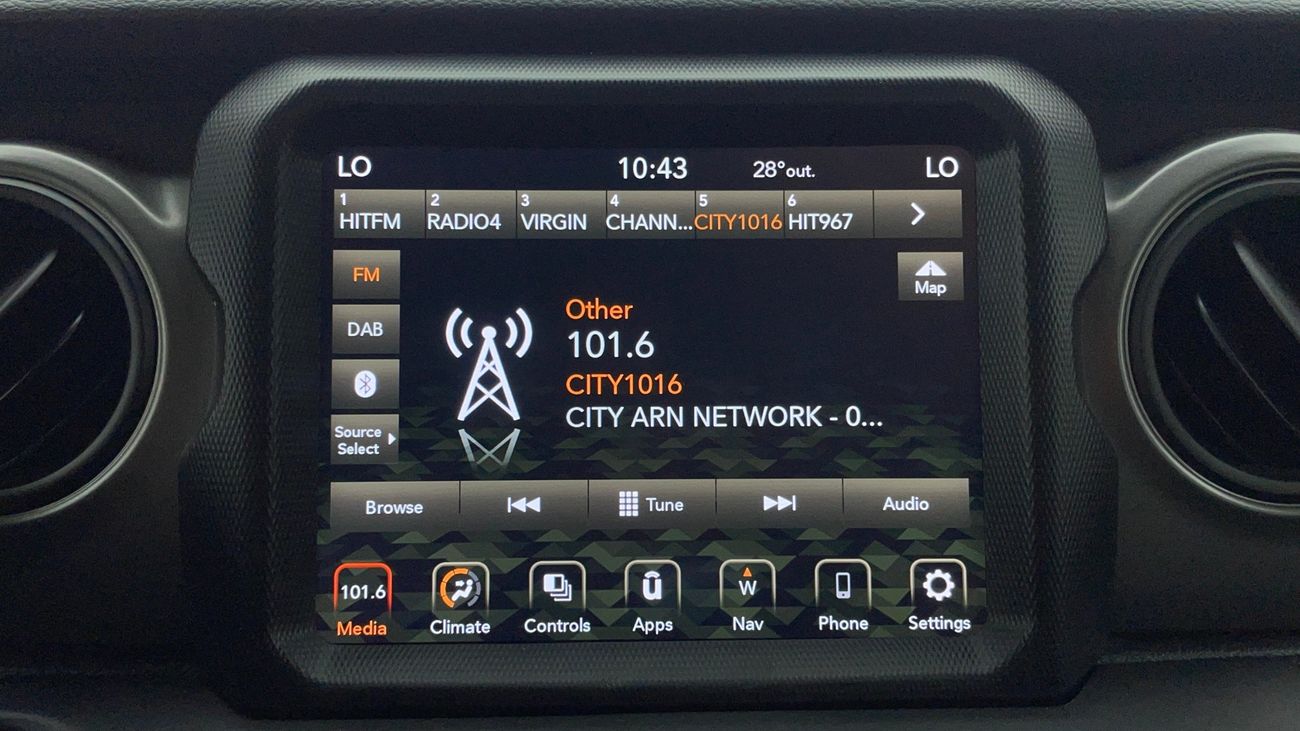 LO 10:43 28°out. LO
1 2 3 4 5 6
HITFM RADIO4 VIRGIN CHANN... CITY1016 HIT967
FM
Map
DAB
Other
101.6
CITY1016
CITY ARN NETWORK - 0...
Source
Select
Browse Tune Audio
101.6 û W
Media Climate Controls Apps Nav Phone Settings